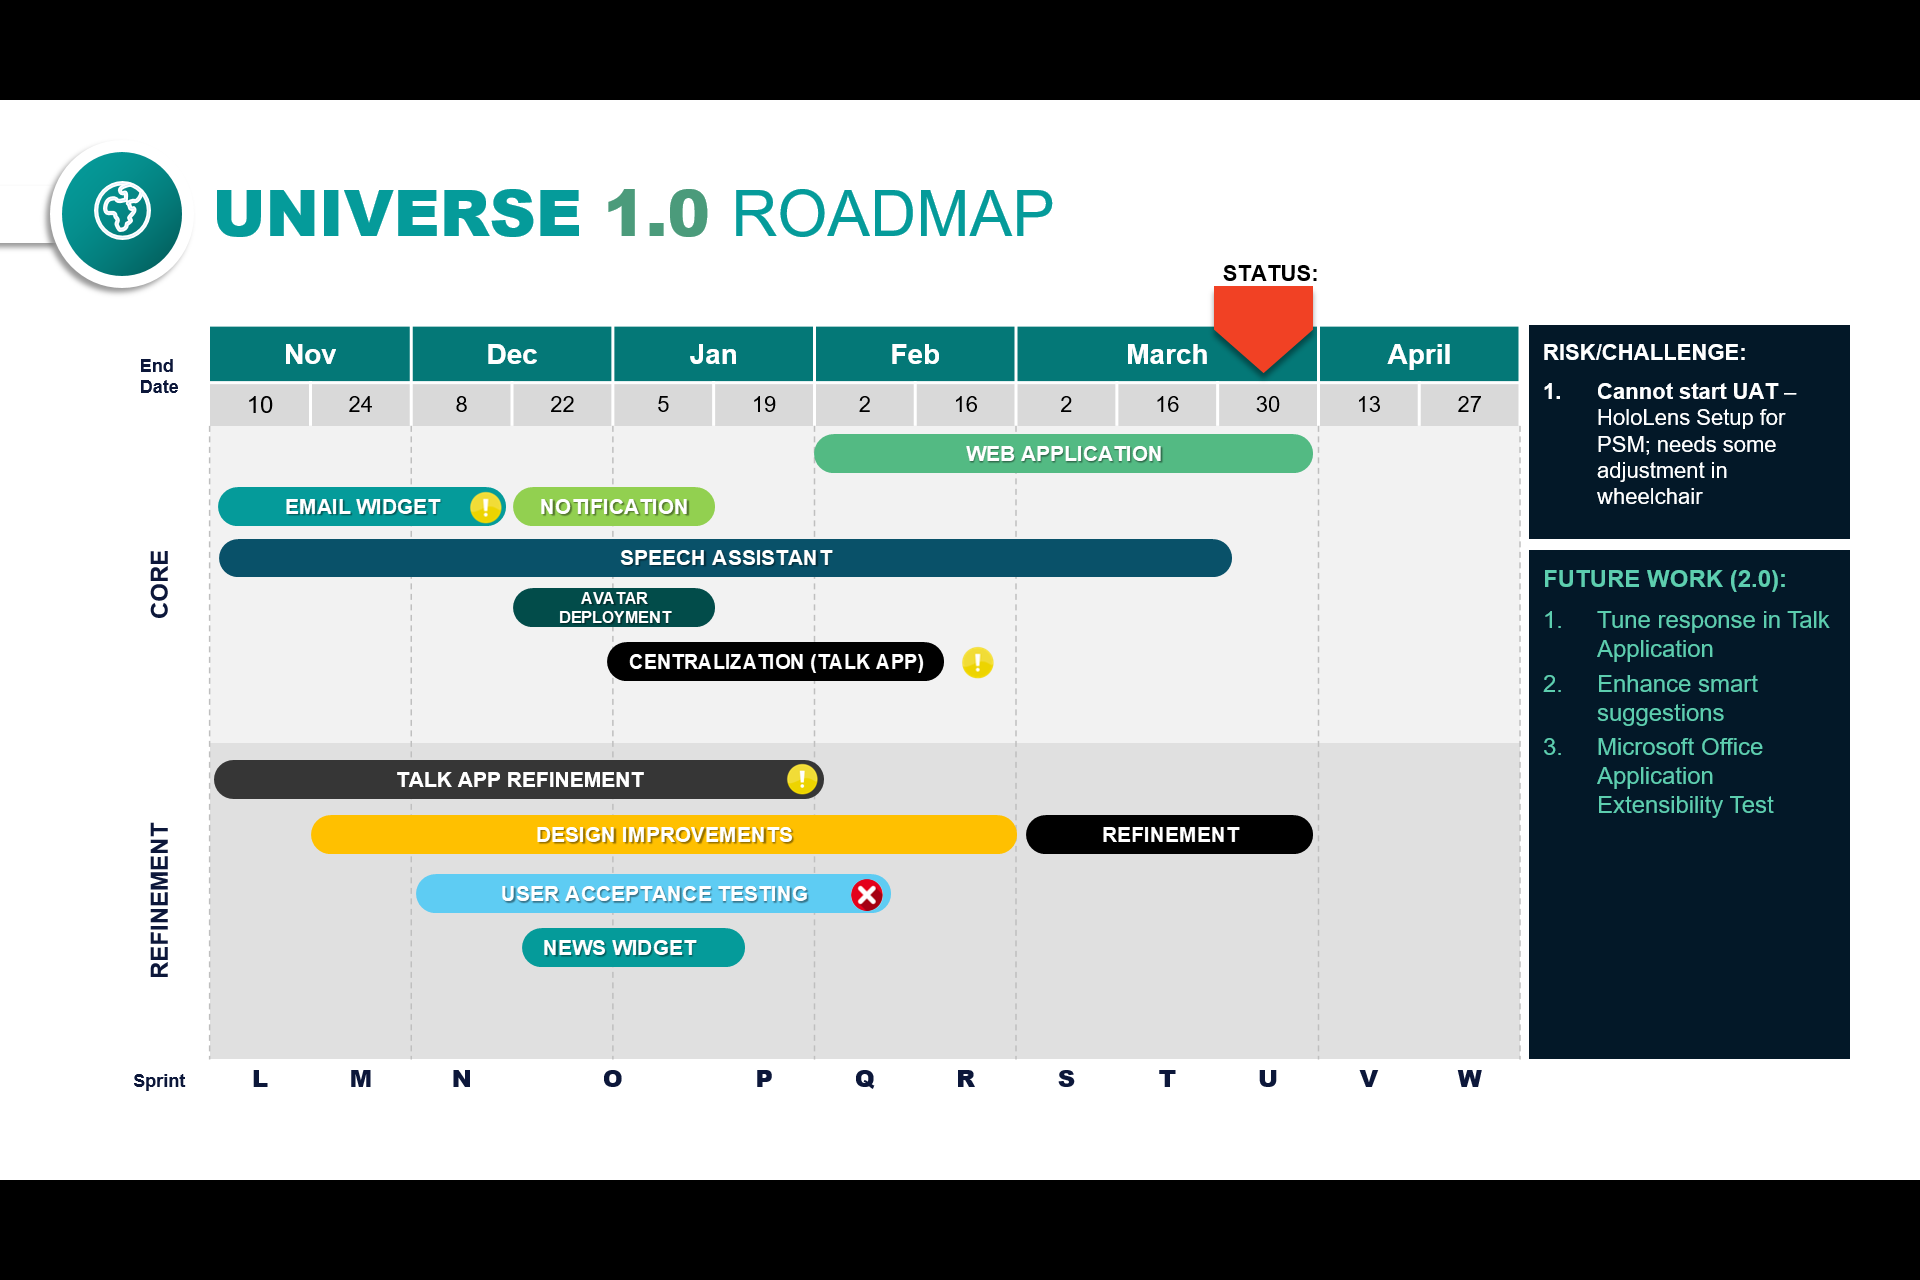 UNIVERSE 1.0 ROADMAP
STATUS:
End
Date
Nov Dec Jan Feb March April
10 24 8 22 5 19 2 16 2 16 30 13 27
CORE
WEB APPLICATION
EMAIL WIDGET ! NOTIFICATION
SPEECH ASSISTANT
AVATAR
DEPLOYMENT
CENTRALIZATION (TALK APP) !
REFINEMENT
TALK APP REFINEMENT !
DESIGN IMPROVEMENTS REFINEMENT
USER ACCEPTANCE TESTING
NEWS WIDGET
Sprint L M N O P Q R S T U V W
RISK/CHALLENGE:
1. Cannot start UAT –
HoloLens Setup for
PSM; needs some
adjustment in
wheelchair
FUTURE WORK (2.0):
1. Tune response in Talk
Application
2. Enhance smart
suggestions
3. Microsoft Office
Application
Extensibility Test